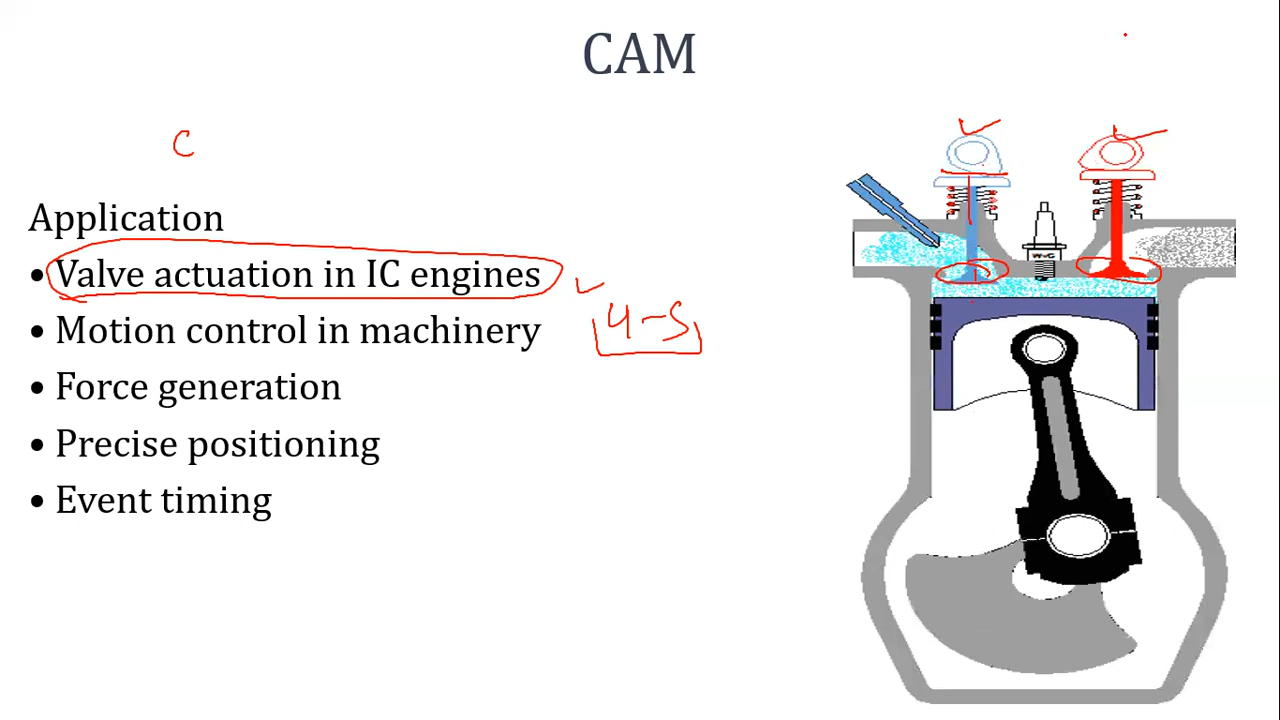 CAM
C
Application
• Valve actuation in IC engines
• Motion control in machinery
4-S
• Force generation
• Precise positioning
• Event timing